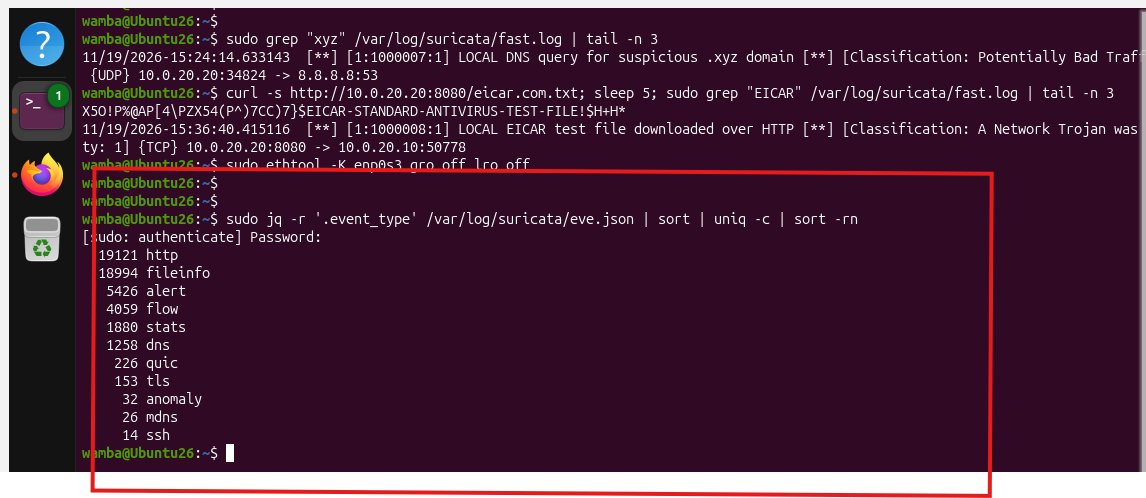 wamba@Ubuntu26:~$
wamba@Ubuntu26:~$ sudo grep "xyz" /var/log/suricata/fast.log | tail -n 3
11/19/2026-15:24:14.633143  [**] [1:1000007:1] LOCAL DNS query for suspicious .xyz domain [**] [Classification: Potentially Bad Traf
 {UDP} 10.0.20.20:34824 -> 8.8.8.8:53
wamba@Ubuntu26:~$ curl -s http://10.0.20.20:8080/eicar.com.txt; sleep 5; sudo grep "EICAR" /var/log/suricata/fast.log | tail -n 3
X5O!P%@AP[4\PZX54(P^)7CC)7}$EICAR-STANDARD-ANTIVIRUS-TEST-FILE!$H+H*
11/19/2026-15:36:40.415116  [**] [1:1000008:1] LOCAL EICAR test file downloaded over HTTP [**] [Classification: A Network Trojan was
ty: 1] {TCP} 10.0.20.20:8080 -> 10.0.20.10:50778
wamba@Ubuntu26:~$ sudo ethtool -K enp0s3 gro off lro off
wamba@Ubuntu26:~$
wamba@Ubuntu26:~$
wamba@Ubuntu26:~$ sudo jq -r '.event_type' /var/log/suricata/eve.json | sort | uniq -c | sort -rn
[sudo: authenticate] Password:
  19121 http
  18994 fileinfo
   5426 alert
   4059 flow
   1880 stats
   1258 dns
    226 quic
    153 tls
     32 anomaly
     26 mdns
     14 ssh
wamba@Ubuntu26:~$
?
>_
1